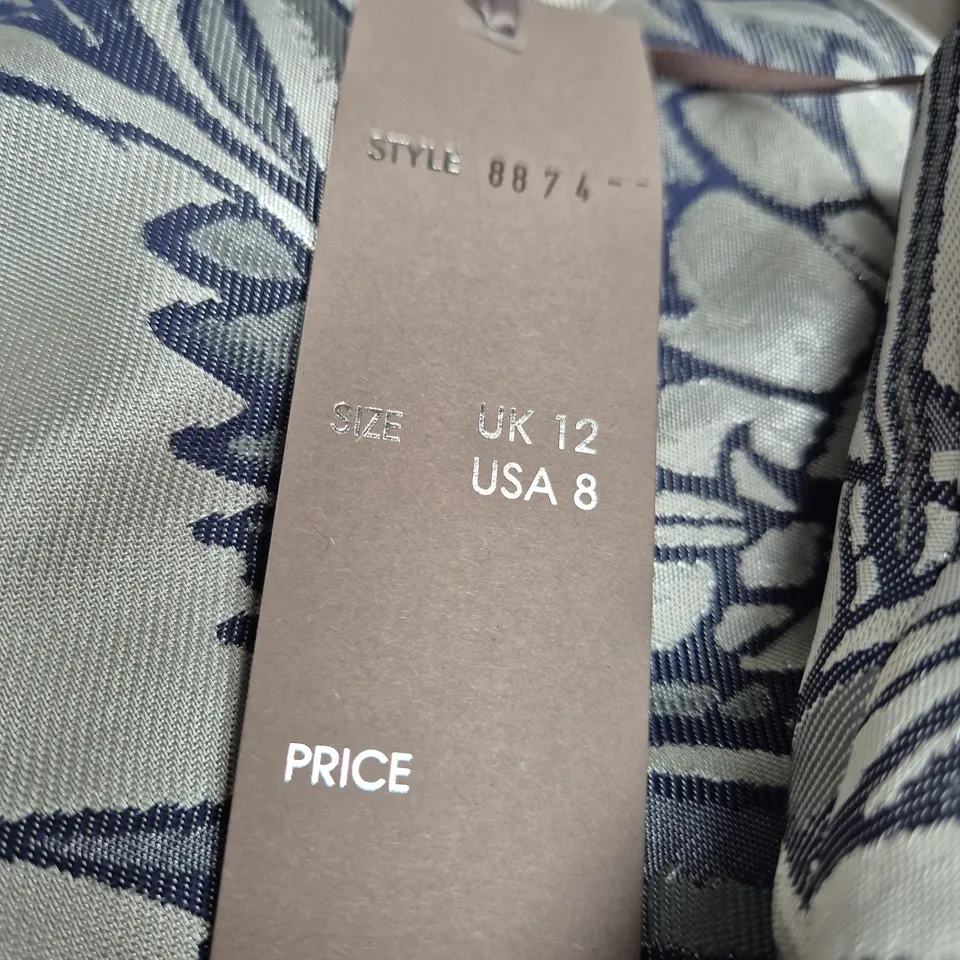 STYLE 8874--
SIZE UK 12
USA 8
PRICE